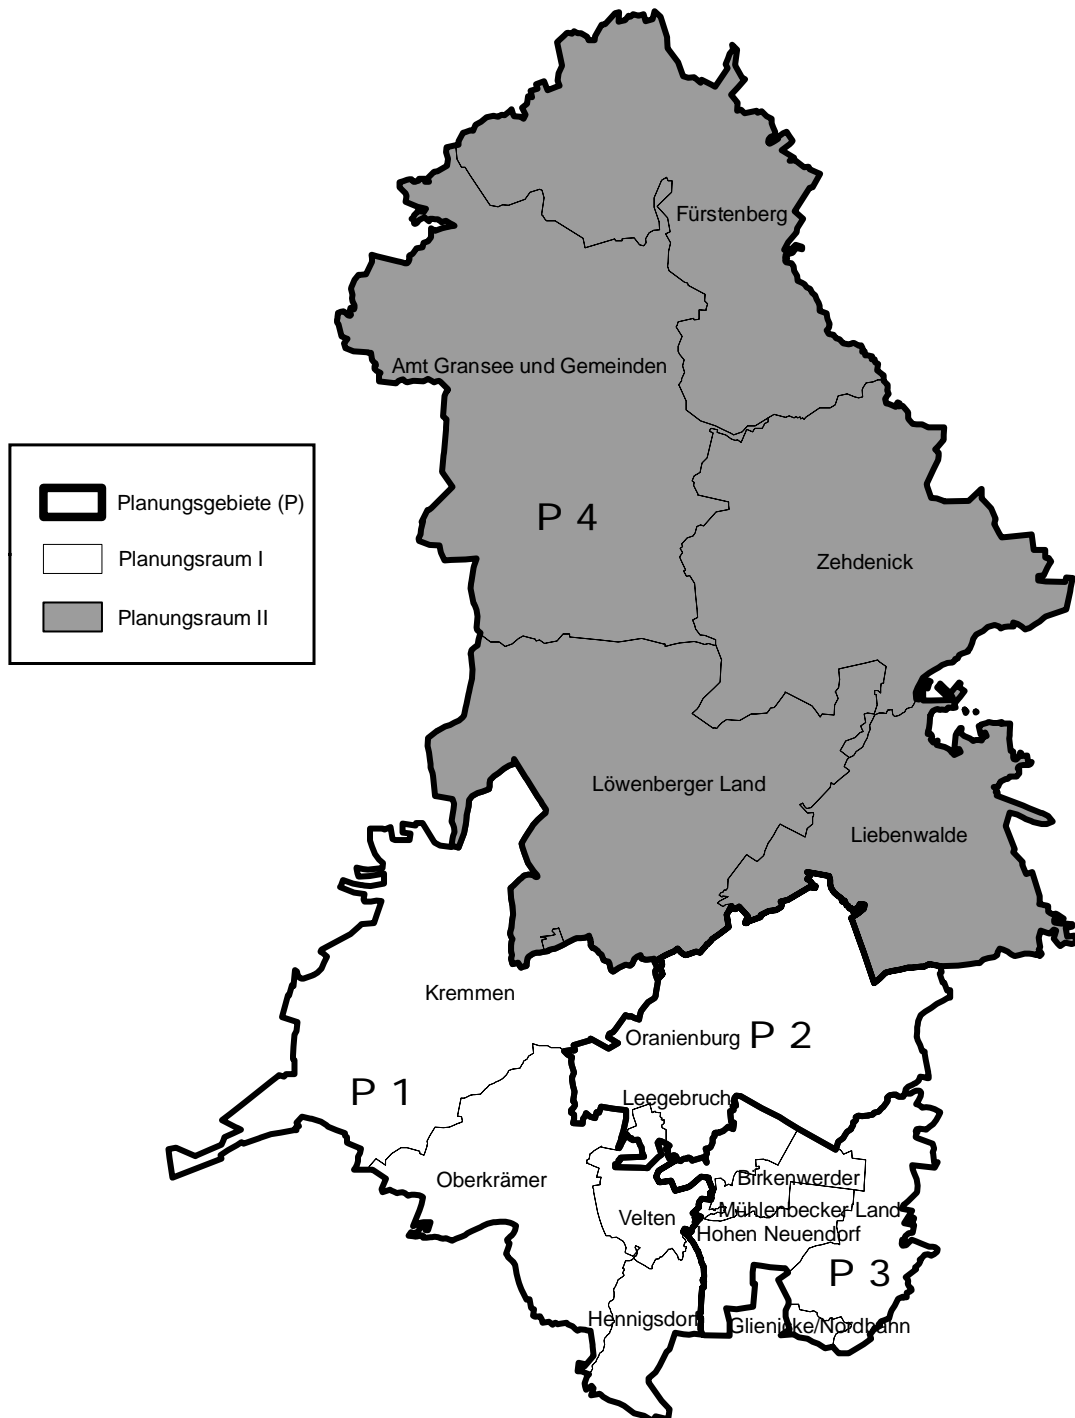 Fürstenberg
Amt Gransee und Gemeinden
Planungsgebiete (P)
P 4
Planungsraum I
Zehdenick
Planungsraum II
Löwenberger Land
Liebenwalde
Kremmen
Oranienburg P 2
P 1
Leegebruch
Oberkrämer
Birkenwerder
Velten
Mühlenbecker Land
Hohen Neuendorf
P 3
Hennigsdorf
Glienicke/Nordbahn